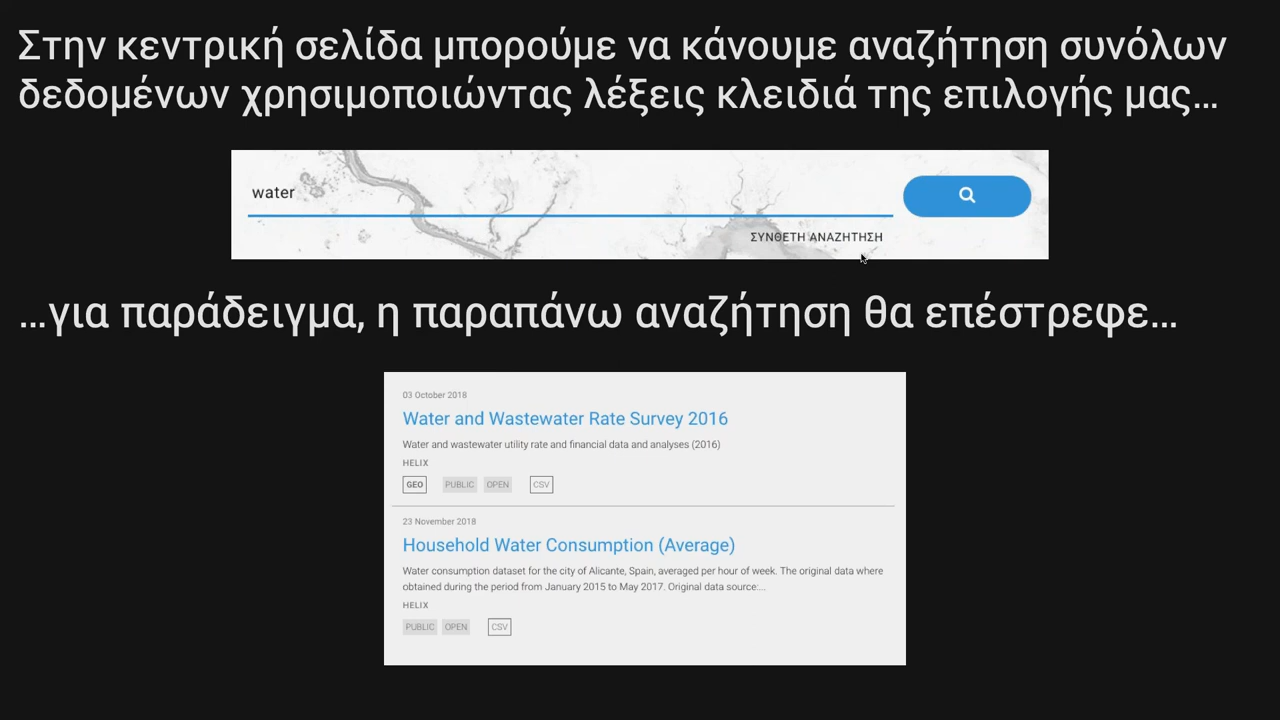 Στην κεντρική σελίδα μπορούμε να κάνουμε αναζήτηση συνόλων
δεδομένων χρησιμοποιώντας λέξεις κλειδιά της επιλογής μας...
water
ΣΥΝΘΕΤΗ ΑΝΑΖΗΤΗΣΗ
...για παράδειγμα, η παραπάνω αναζήτηση θα επέστρεφε...
03 October 2018
Water and Wastewater Rate Survey 2016
Water and wastewater utility rate and financial data and analyses (2016)
HELIX
GEO PUBLIC OPEN CSV
23 November 2018
Household Water Consumption (Average)
Water consumption dataset for the city of Alicante, Spain, averaged per hour of week. The original data where
obtained during the period from January 2015 to May 2017. Original data source:...
HELIX
PUBLIC OPEN CSV